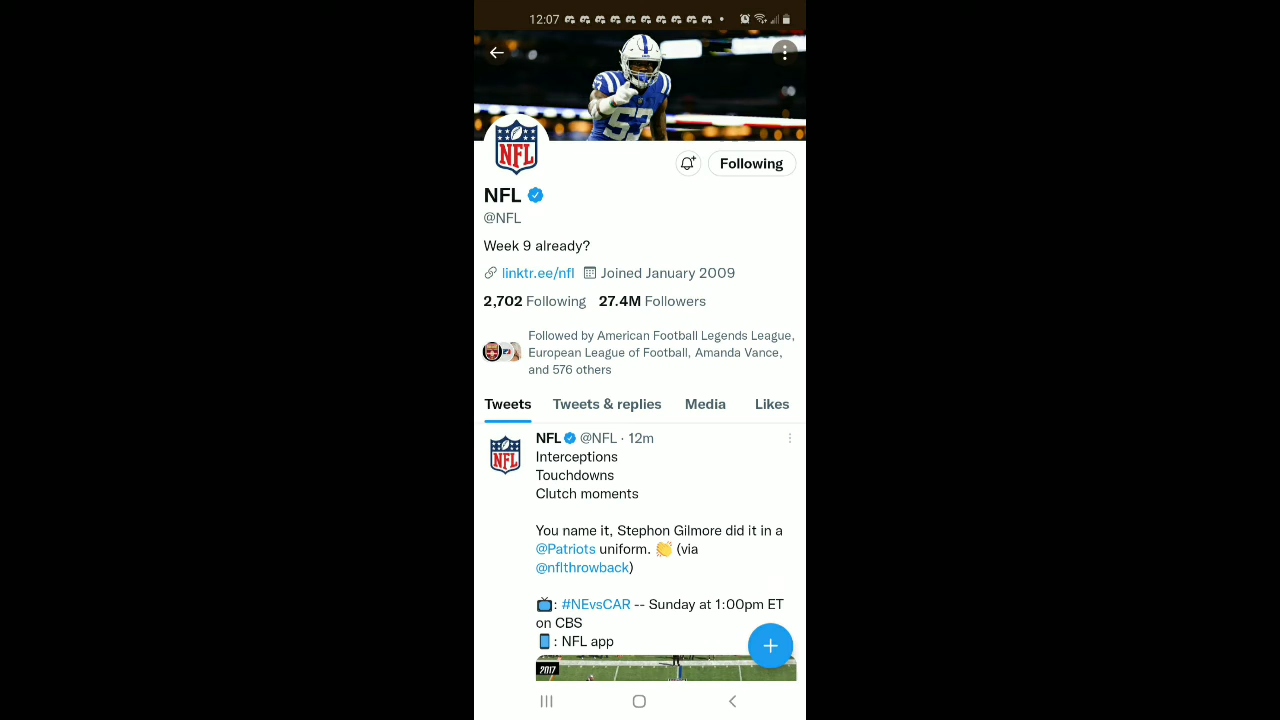 12:07
53
NFL
Following
NFL
@NFL
Week 9 already?
linktr.ee/nfl Joined January 2009
2,702 Following 27.4M Followers
Followed by American Football Legends League,
European League of Football, Amanda Vance,
and 576 others
Tweets Tweets & replies Media Likes
NFL
NFL @NFL · 12m
Interceptions
Touchdowns
Clutch moments
You name it, Stephon Gilmore did it in a
@Patriots uniform. 👏 (via
@nflthrowback)
📺: #NEvsCAR -- Sunday at 1:00pm ET
on CBS
📱: NFL app
2017